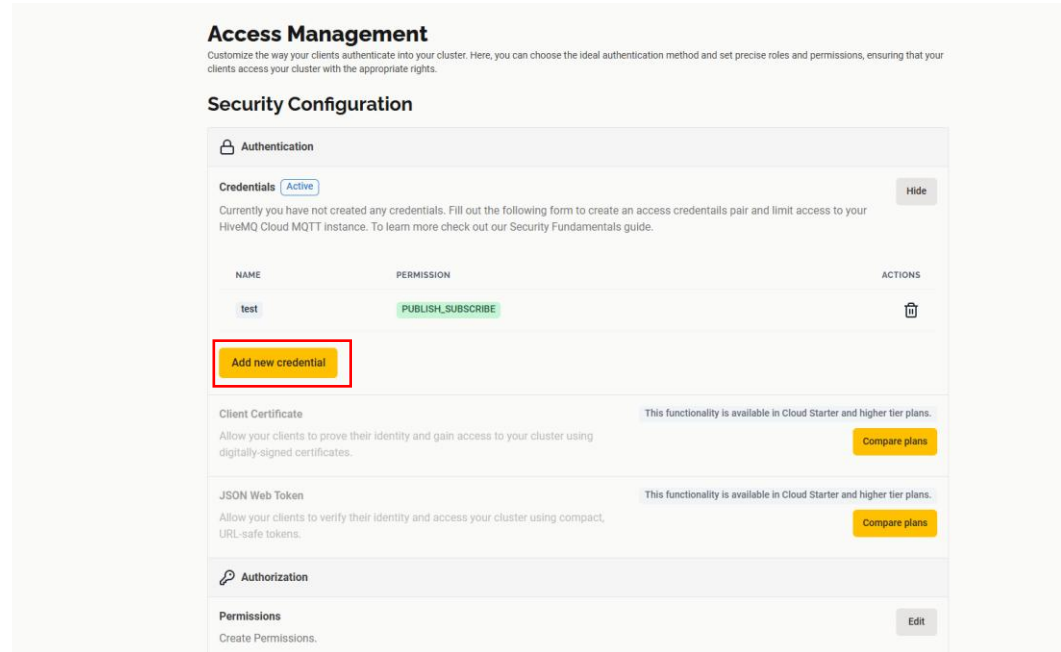 Access Management
Customize the way your clients authenticate into your cluster. Here, you can choose the ideal authentication method and set precise roles and permissions, ensuring that your
clients access your cluster with the appropriate rights.
Security Configuration
Authentication
Credentials Active
Hide
Currently you have not created any credentials. Fill out the following form to create an access credentails pair and limit access to your
HiveMQ Cloud MQTT instance. To learn more check out our Security Fundamentals guide.
NAME PERMISSION ACTIONS
test PUBLISH_SUBSCRIBE
Add new credential
Client Certificate
This functionality is available in Cloud Starter and higher tier plans.
Allow your clients to prove their identity and gain access to your cluster using
digitally-signed certificates.
Compare plans
JSON Web Token
This functionality is available in Cloud Starter and higher tier plans.
Allow your clients to verify their identity and access your cluster using compact,
URL-safe tokens.
Compare plans
Authorization
Permissions
Edit
Create Permissions.